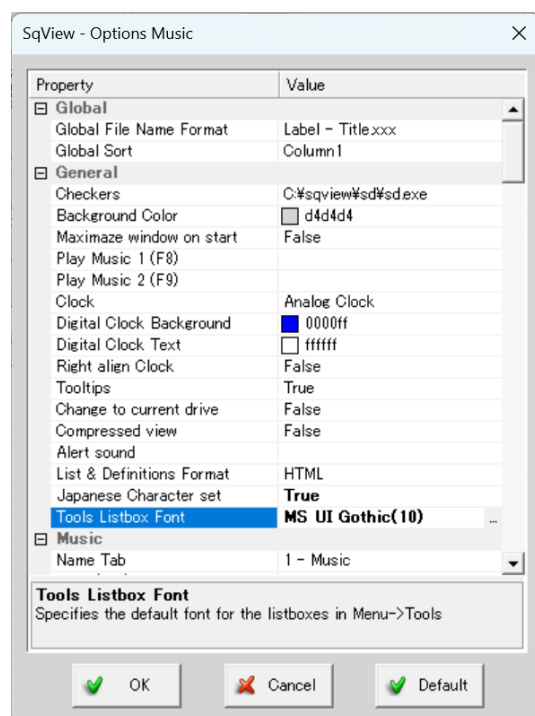 SqView - Options Music
Property Value
Global
Global File Name Format Label - Title.xxx
Global Sort Column1
General
Checkers C:¥sqview¥sd¥sd.exe
Background Color d4d4d4
Maximaze window on start False
Play Music 1 (F8)
Play Music 2 (F9)
Clock Analog Clock
Digital Clock Background 0000ff
Digital Clock Text ffffff
Right align Clock False
Tooltips True
Change to current drive False
Compressed view False
Alert sound
List & Definitions Format HTML
Japanese Character set True
Tools Listbox Font MS UI Gothic(10) ...
Music
Name Tab 1 - Music
Tools Listbox Font
Specifies the default font for the listboxes in Menu->Tools
OK Cancel Default